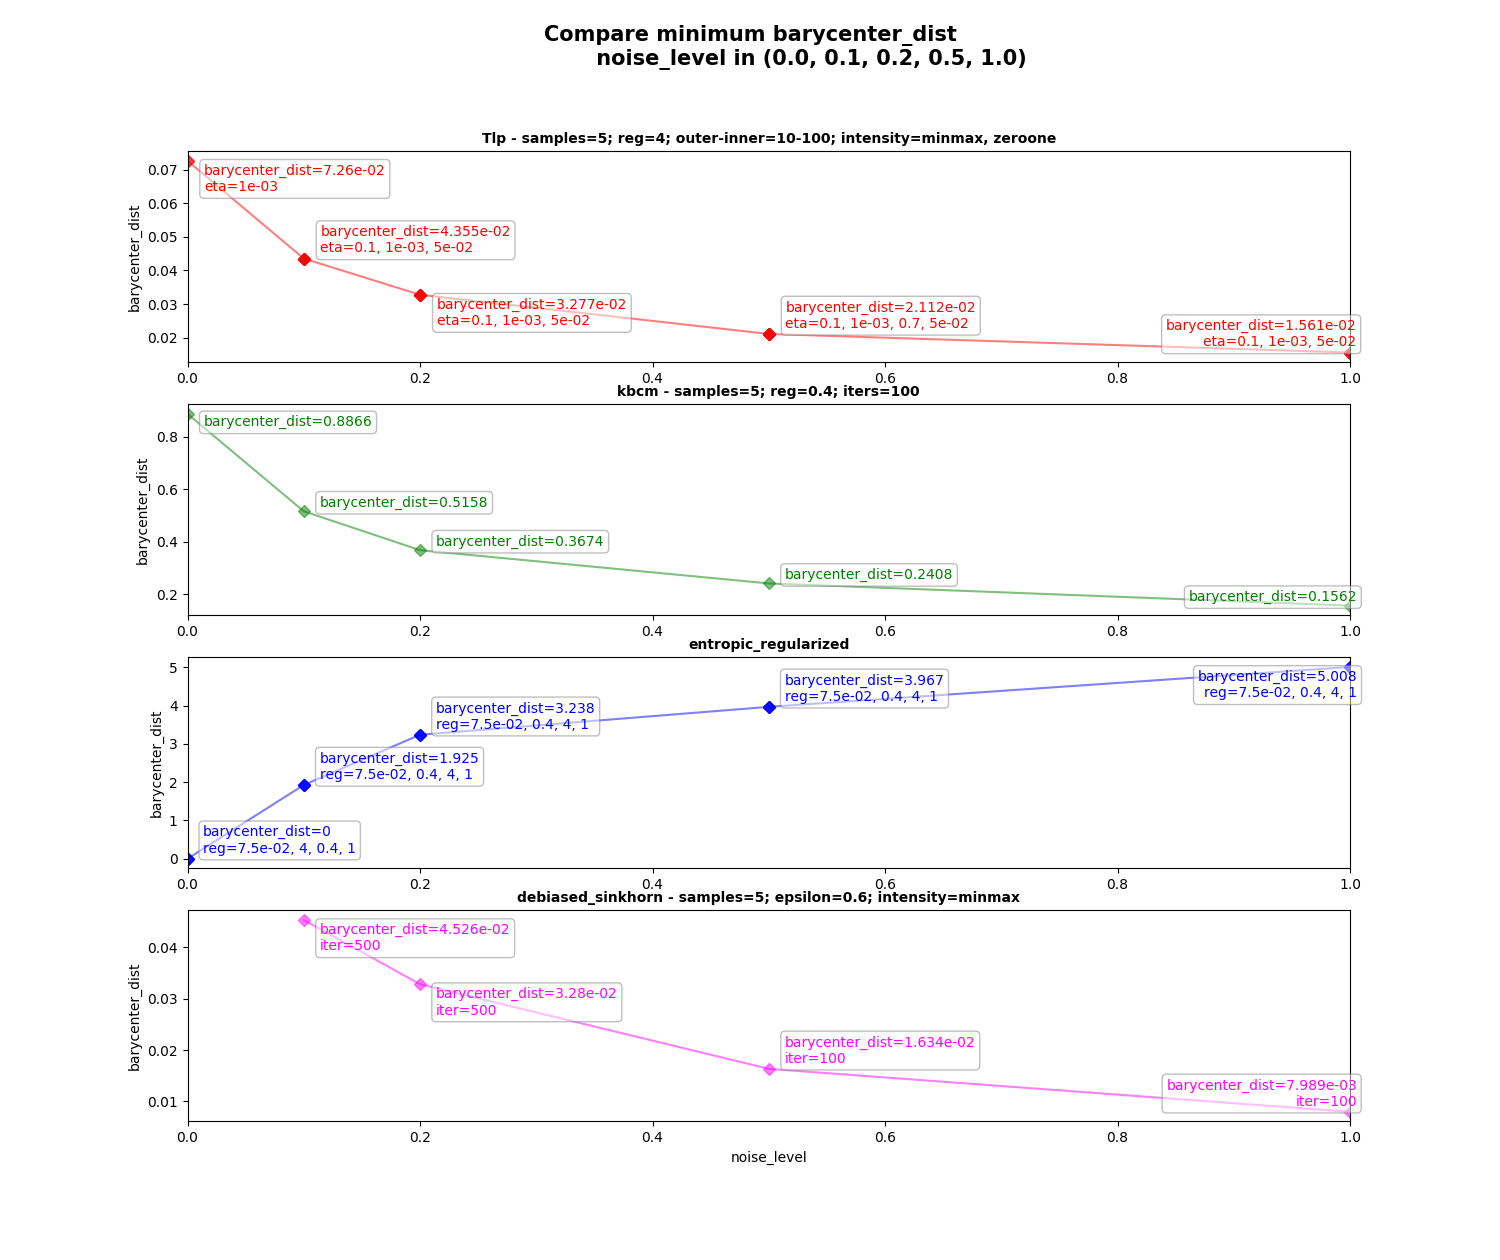 Compare minimum barycenter_dist
noise_level in (0.0, 0.1, 0.2, 0.5, 1.0)
Tlp - samples=5; reg=4; outer-inner=10-100; intensity=minmax, zeroone
barycenter_dist
0.07
0.06
0.05
0.04
0.03
0.02
barycenter_dist=7.26e-02
eta=1e-03
barycenter_dist=4.355e-02
eta=0.1, 1e-03, 5e-02
barycenter_dist=3.277e-02
eta=0.1, 1e-03, 5e-02
barycenter_dist=2.112e-02
eta=0.1, 1e-03, 0.7, 5e-02
barycenter_dist=1.561e-02
eta=0.1, 1e-03, 5e-02
0.0 0.2 0.4 0.6 0.8 1.0
kbcm - samples=5; reg=0.4; iters=100
barycenter_dist
0.8
0.6
0.4
0.2
barycenter_dist=0.8866
barycenter_dist=0.5158
barycenter_dist=0.3674
barycenter_dist=0.2408
barycenter_dist=0.1562
0.0 0.2 0.4 0.6 0.8 1.0
entropic_regularized
barycenter_dist
5
4
3
2
1
0
barycenter_dist=0
reg=7.5e-02, 4, 0.4, 1
barycenter_dist=1.925
reg=7.5e-02, 0.4, 4, 1
barycenter_dist=3.238
reg=7.5e-02, 0.4, 4, 1
barycenter_dist=3.967
reg=7.5e-02, 0.4, 4, 1
barycenter_dist=5.008
reg=7.5e-02, 0.4, 4, 1
0.0 0.2 0.4 0.6 0.8 1.0
debiased_sinkhorn - samples=5; epsilon=0.6; intensity=minmax
barycenter_dist
0.04
0.03
0.02
0.01
barycenter_dist=4.526e-02
iter=500
barycenter_dist=3.28e-02
iter=500
barycenter_dist=1.634e-02
iter=100
barycenter_dist=7.989e-03
iter=100
0.0 0.2 0.4 0.6 0.8 1.0
noise_level